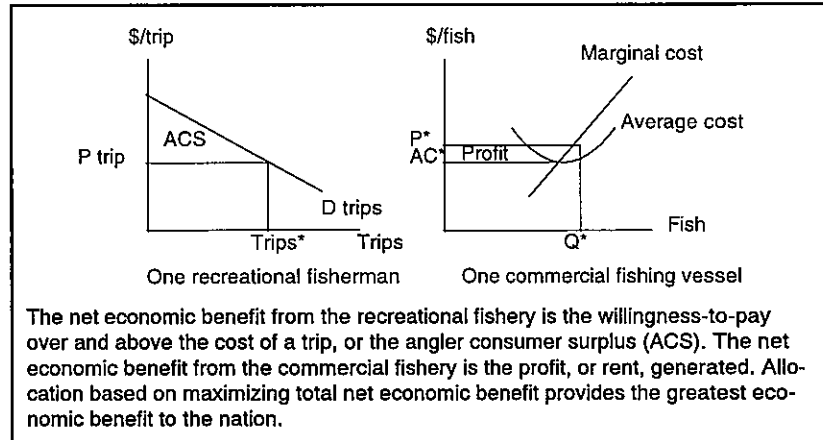 $/trip
$/fish
Marginal cost
ACS
P*
Average cost
P trip
AC*
Profit
D trips
Fish
Trips*
Trips
Q*
One recreational fisherman
One commercial fishing vessel
The net economic benefit from the recreational fishery is the willingness-to-pay
over and above the cost of a trip, or the angler consumer surplus (ACS). The net
economic benefit from the commercial fishery is the profit, or rent, generated. Allo-
cation based on maximizing total net economic benefit provides the greatest eco-
nomic benefit to the nation.